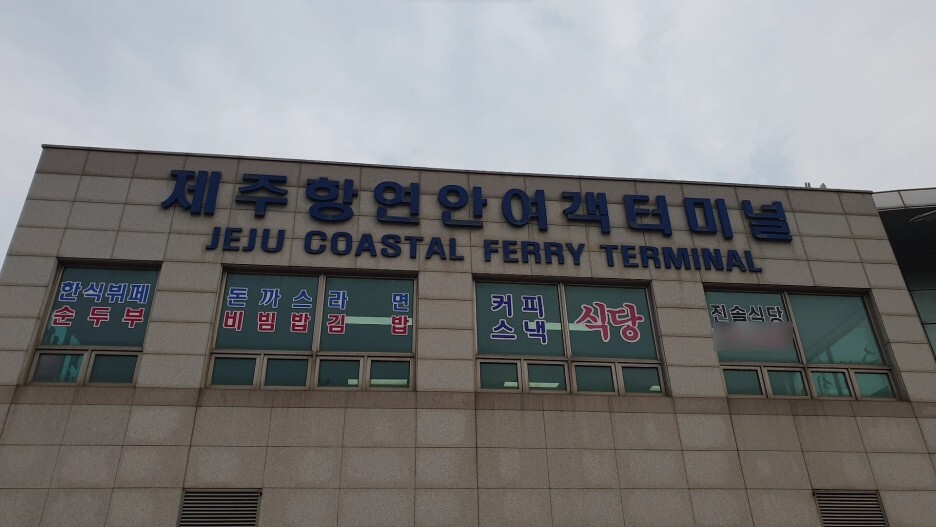 제주항연안여객터미널
JEJU COASTAL FERRY TERMINAL
한식뷔페
순두부
돈까스라면
비빔밥김밥
커피
스낵
식당
진솔식당